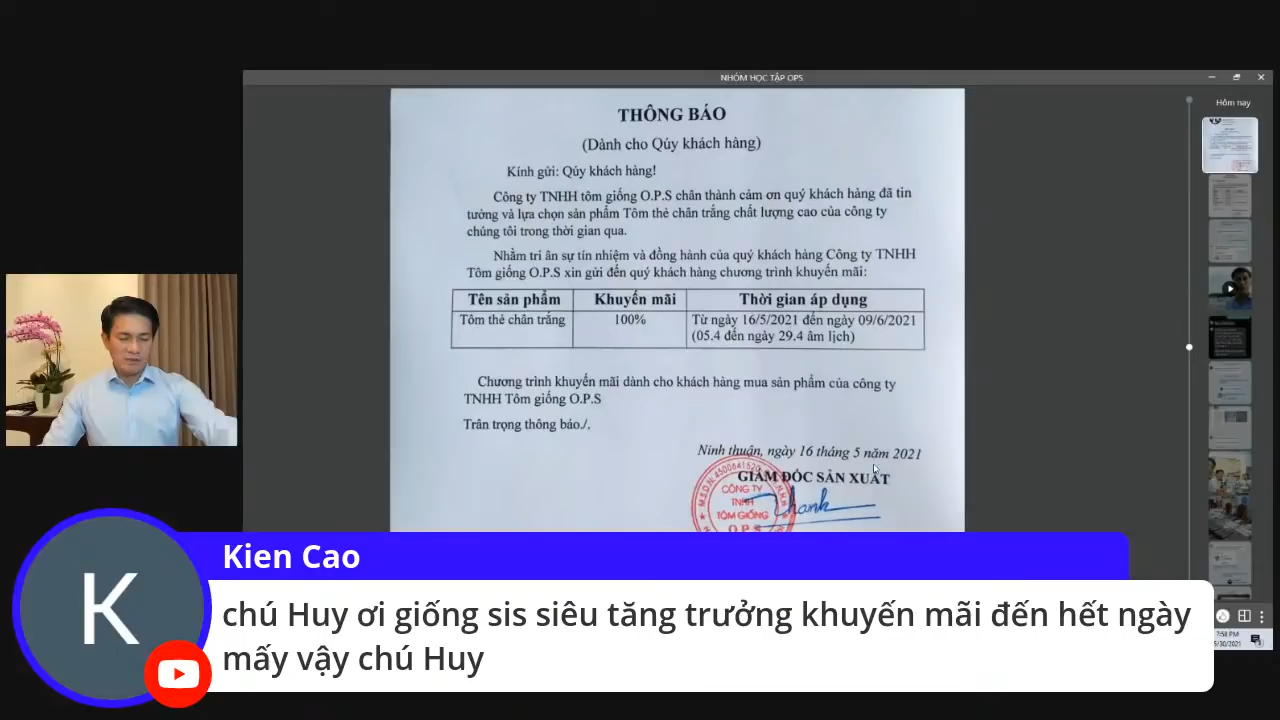 NHÓM HỌC TẬP OPS
Hôm nay
THÔNG BÁO
(Dành cho Qúy khách hàng)
Kính gửi: Qúy khách hàng!
Công ty TNHH tôm giống O.P.S chân thành cảm ơn quý khách hàng đã tin
tưởng và lựa chọn sản phẩm Tôm thẻ chân trắng chất lượng cao của công ty
chúng tôi trong thời gian qua.
Nhằm tri ân sự tín nhiệm và đồng hành của quý khách hàng Công ty TNHH
Tôm giống O.P.S xin gửi đến quý khách hàng chương trình khuyến mãi:
Tên sản phẩm Khuyến mãi Thời gian áp dụng
Tôm thẻ chân trắng 100% Từ ngày 16/5/2021 đến ngày 09/6/2021
(05.4 đến ngày 29.4 âm lịch)
Chương trình khuyến mãi dành cho khách hàng mua sản phẩm của công ty
TNHH Tôm giống O.P.S
Trân trọng thông báo./.
Ninh thuận, ngày 16 tháng 5 năm 2021
GIÁM ĐỐC SẢN XUẤT
CÔNG TY
TNHH
TÔM GIỐNG
O.P.S
Thanh
7:58 PM
5/30/2021
K
Kien Cao
chú Huy ơi giống sis siêu tăng trưởng khuyến mãi đến hết ngày
mấy vậy chú Huy